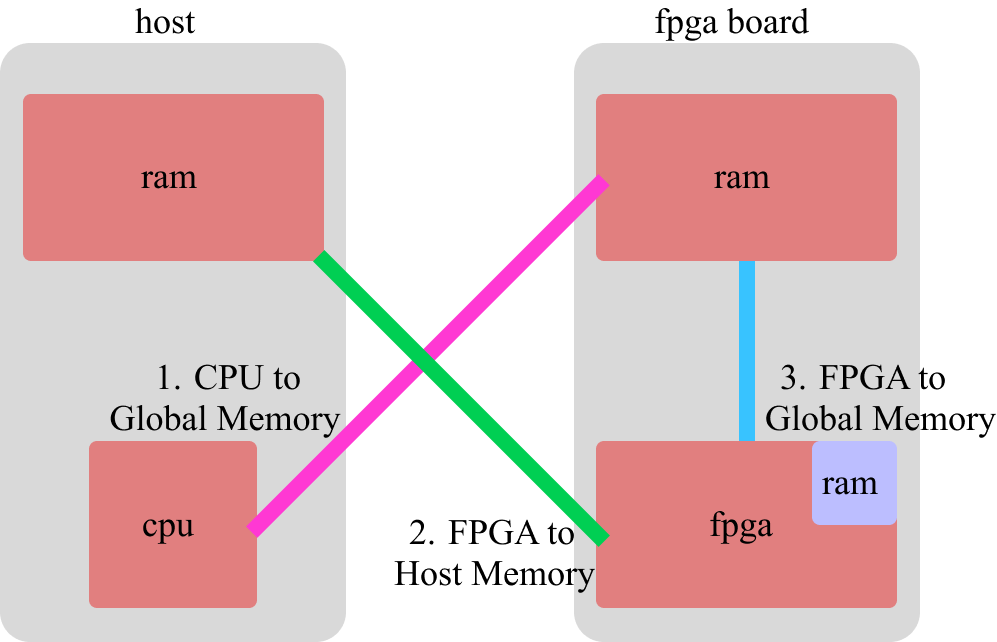 host
fpga board
ram
ram
1. CPU to
Global Memory
3. FPGA to
Global Memory
ram
cpu
2. FPGA to
Host Memory
fpga